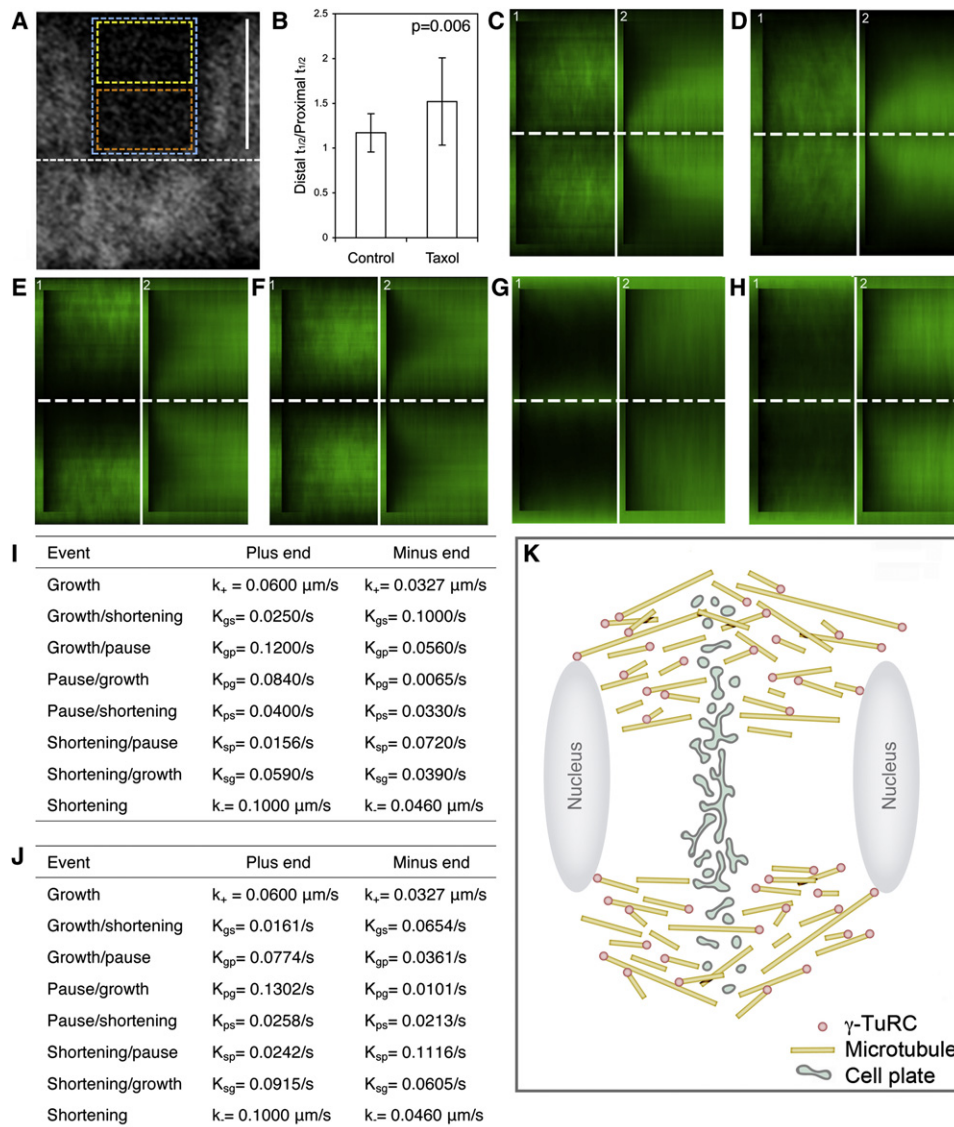 A
B
p=0.006
Distal t1/2/Proximal t1/2
2.5
2
1.5
1
0.5
0
Control Taxol
C
1 2
D
1 2
E
1 2
F
1 2
G
1 2
H
1 2
I
Event Plus end Minus end
Growth k+ = 0.0600 µm/s k+= 0.0327 µm/s
Growth/shortening Kgs= 0.0250/s Kgs= 0.1000/s
Growth/pause Kgp= 0.1200/s Kgp= 0.0560/s
Pause/growth Kpg= 0.0840/s Kpg= 0.0065/s
Pause/shortening Kps= 0.0400/s Kps= 0.0330/s
Shortening/pause Ksp= 0.0156/s Ksp= 0.0720/s
Shortening/growth Ksg= 0.0590/s Ksg= 0.0390/s
Shortening k-= 0.1000 µm/s k-= 0.0460 µm/s
J
Event Plus end Minus end
Growth k+ = 0.0600 µm/s k+= 0.0327 µm/s
Growth/shortening Kgs= 0.0161/s Kgs= 0.0654/s
Growth/pause Kgp= 0.0774/s Kgp= 0.0361/s
Pause/growth Kpg= 0.1302/s Kpg= 0.0101/s
Pause/shortening Kps= 0.0258/s Kps= 0.0213/s
Shortening/pause Ksp= 0.0242/s Ksp= 0.1116/s
Shortening/growth Ksg= 0.0915/s Ksg= 0.0605/s
Shortening k-= 0.1000 µm/s k-= 0.0460 µm/s
K
Nucleus
Nucleus
γ-TuRC
Microtubule
Cell plate